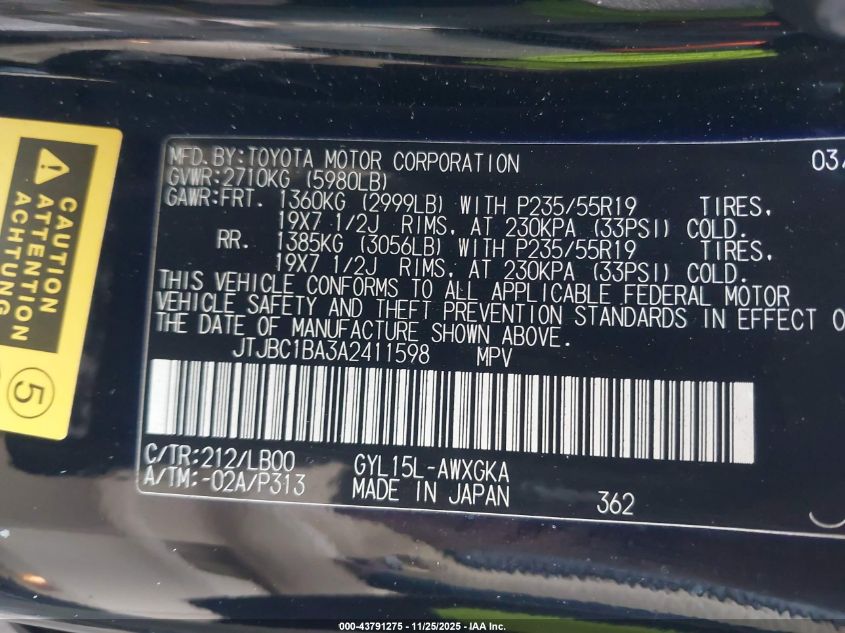 MFD.BY:TOYOTA MOTOR CORPORATION 03/
GVWR:2710KG (5980LB)
GAWR:FRT. 1360KG (2999LB) WITH P235/55R19 TIRES,
19X7 1/2J RIMS, AT 230KPA (33PSI) COLD.
RR. 1385KG (3056LB) WITH P235/55R19 TIRES,
19X7 1/2J RIMS, AT 230KPA (33PSI) COLD.
THIS VEHICLE CONFORMS TO ALL APPLICABLE FEDERAL MOTOR
VEHICLE SAFETY AND THEFT PREVENTION STANDARDS IN EFFECT O
THE DATE OF MANUFACTURE SHOWN ABOVE.
JTJBC1BA3A2411598 MPV
C/TR:212/LB00 GYL15L-AWXGKA
A/TM:-02A/P313 MADE IN JAPAN 362
CAUTION
ATTENTION
ACHTUNG
5
000-43791275 - 11/25/2025 - IAA Inc.